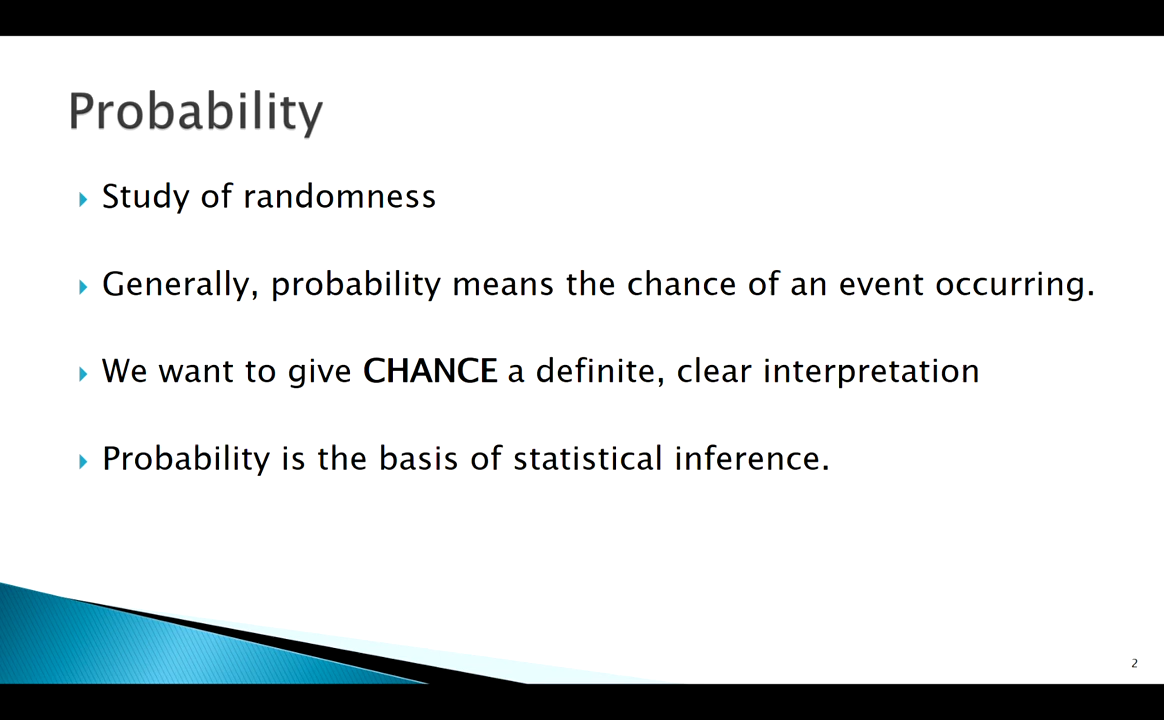 Probability
Study of randomness
Generally, probability means the chance of an event occurring.
We want to give CHANCE a definite, clear interpretation
Probability is the basis of statistical inference.
2